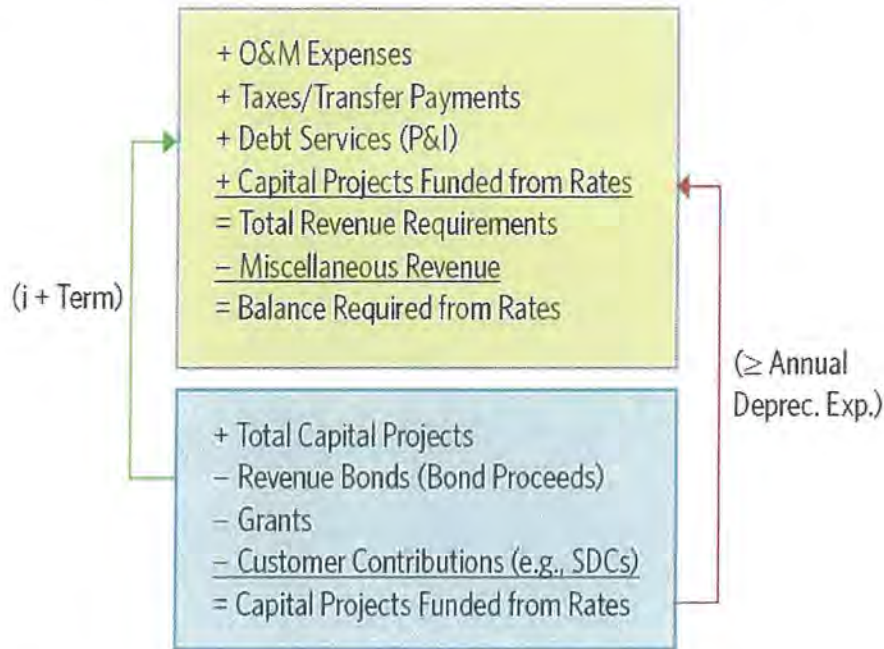 + O&M Expenses
+ Taxes/Transfer Payments
+ Debt Services (P&I)
+ Capital Projects Funded from Rates
= Total Revenue Requirements
– Miscellaneous Revenue
= Balance Required from Rates
(i + Term)
(≥ Annual
Deprec. Exp.)
+ Total Capital Projects
– Revenue Bonds (Bond Proceeds)
– Grants
– Customer Contributions (e.g., SDCs)
= Capital Projects Funded from Rates